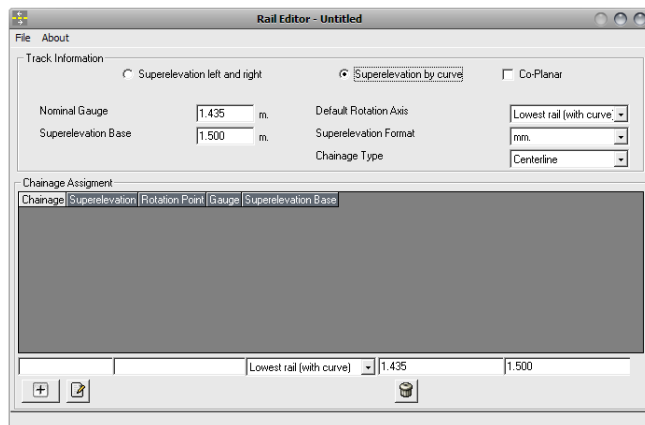 Rail Editor - Untitled
File About
Track Information
Superelevation left and right Superelevation by curve Co-Planar
Nominal Gauge 1.435 m. Default Rotation Axis Lowest rail (with curve)
Superelevation Base 1.500 m. Superelevation Format mm.
Chainage Type Centerline
Chainage Assigment
Chainage Superelevation Rotation Point Gauge Superelevation Base
Lowest rail (with curve) 1.435 1.500